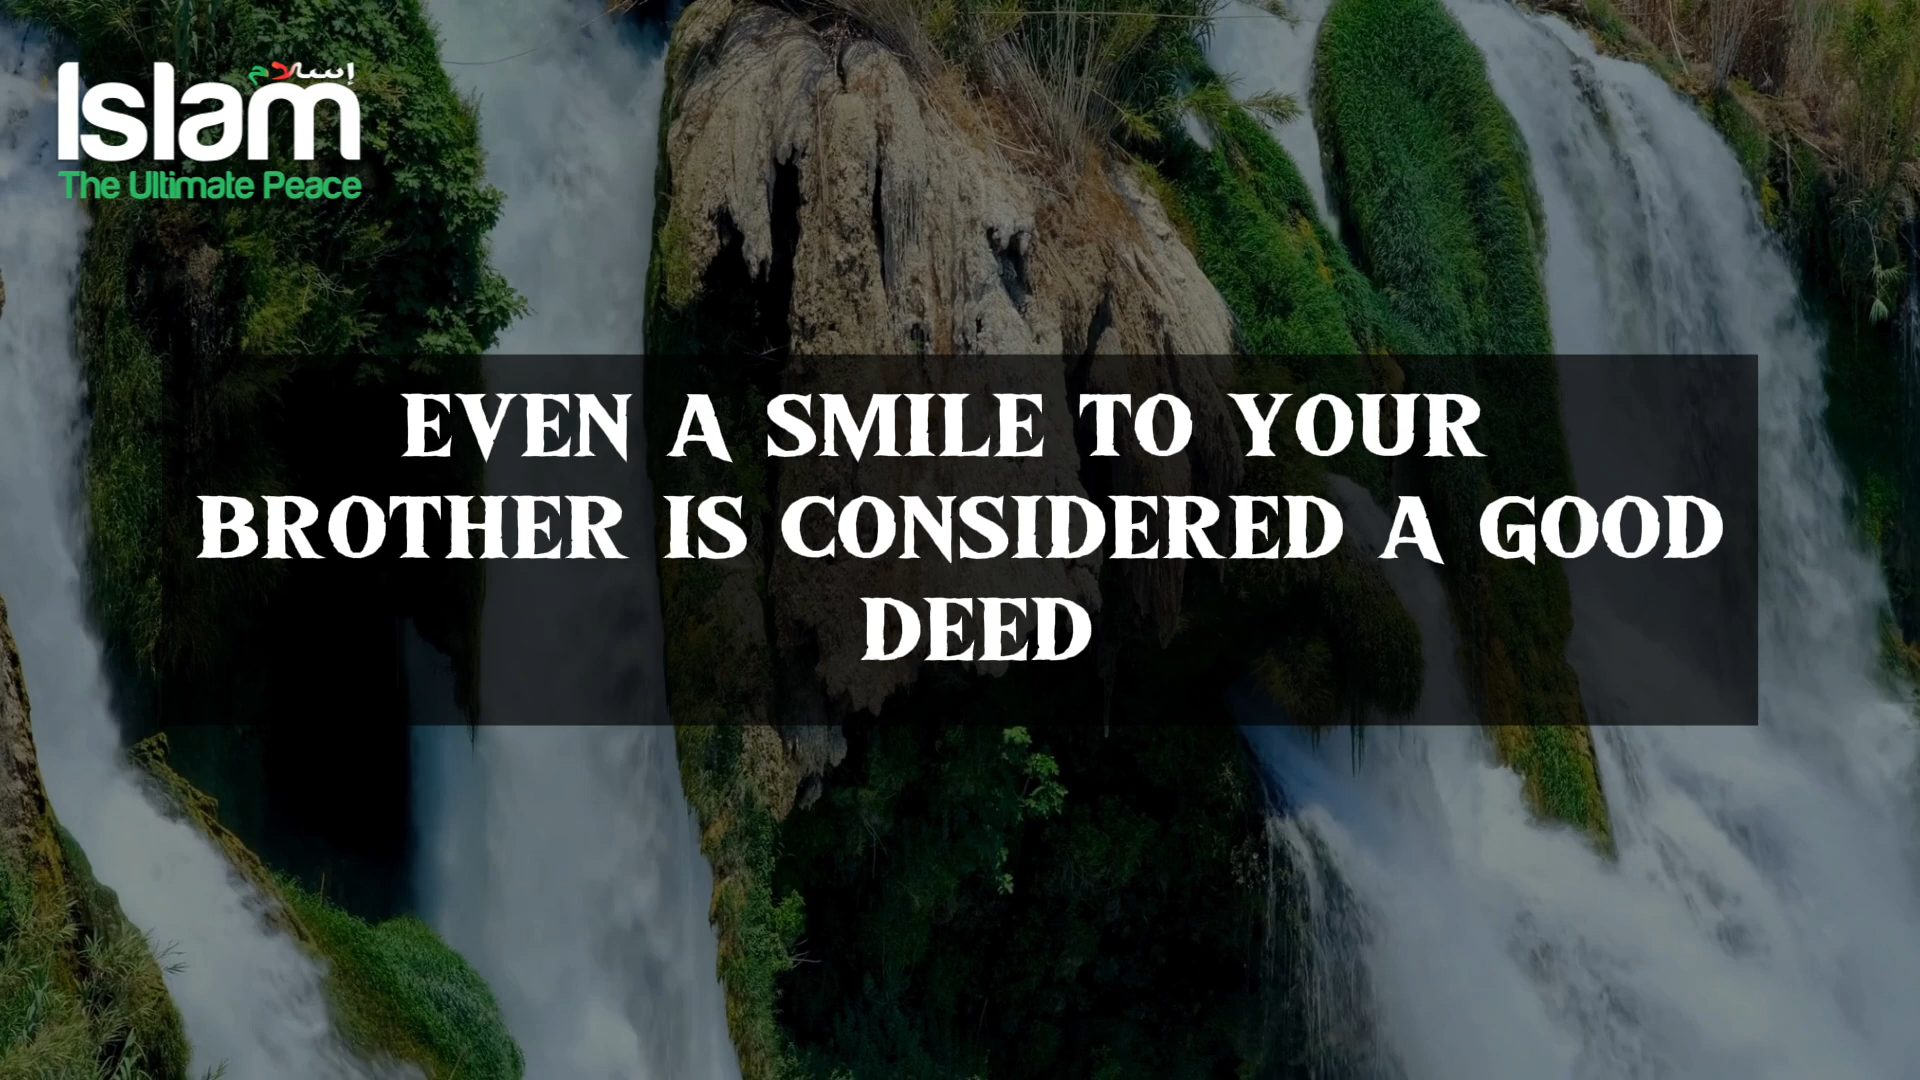 إسلام
Islam
The Ultimate Peace
EVEN A SMILE TO YOUR
BROTHER IS CONSIDERED A GOOD
DEED